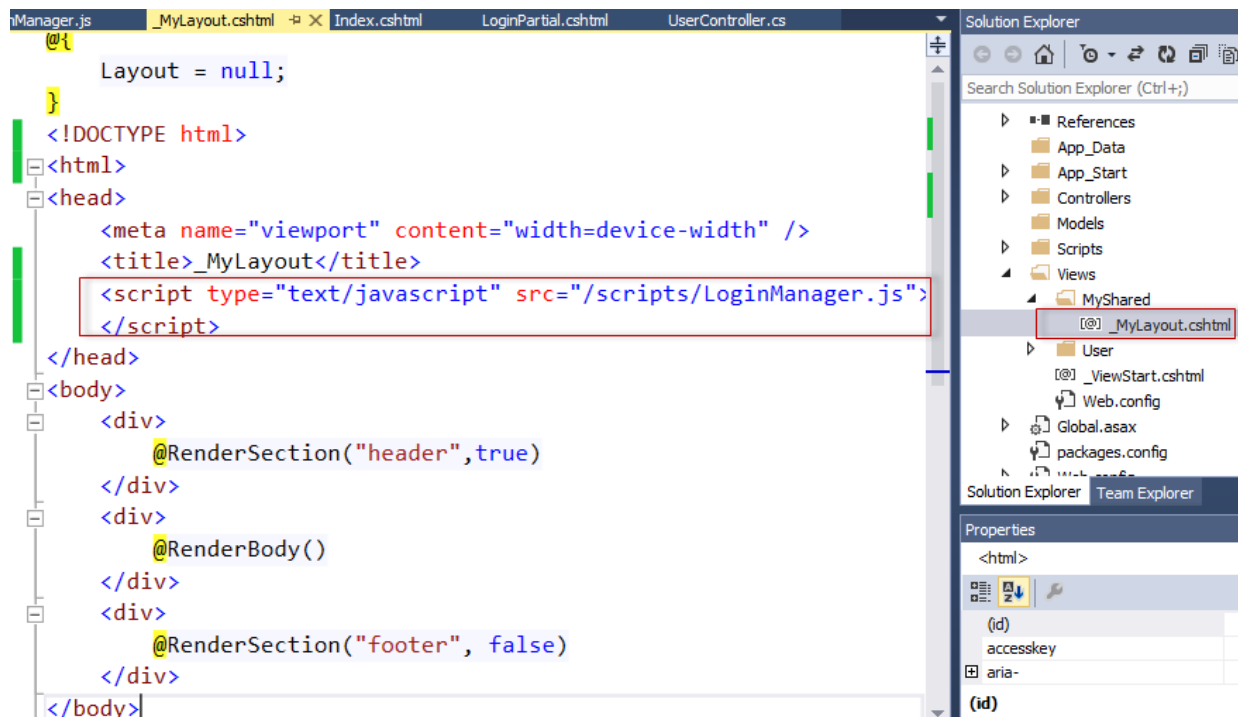 nManager.js _MyLayout.cshtml Index.cshtml LoginPartial.cshtml UserController.cs
@{
Layout = null;
}
<!DOCTYPE html>
<html>
<head>
<meta name="viewport" content="width=device-width" />
<title>_MyLayout</title>
<script type="text/javascript" src="/scripts/LoginManager.js">
</script>
</head>
<body>
<div>
@RenderSection("header",true)
</div>
<div>
@RenderBody()
</div>
<div>
@RenderSection("footer", false)
</div>
</body>
Solution Explorer
Search Solution Explorer (Ctrl+;)
References
App_Data
App_Start
Controllers
Models
Scripts
Views
MyShared
[@] _MyLayout.cshtml
User
[@] _ViewStart.cshtml
Web.config
Global.asax
packages.config
Solution Explorer Team Explorer
Properties
<html>
(id)
accesskey
aria-
(id)